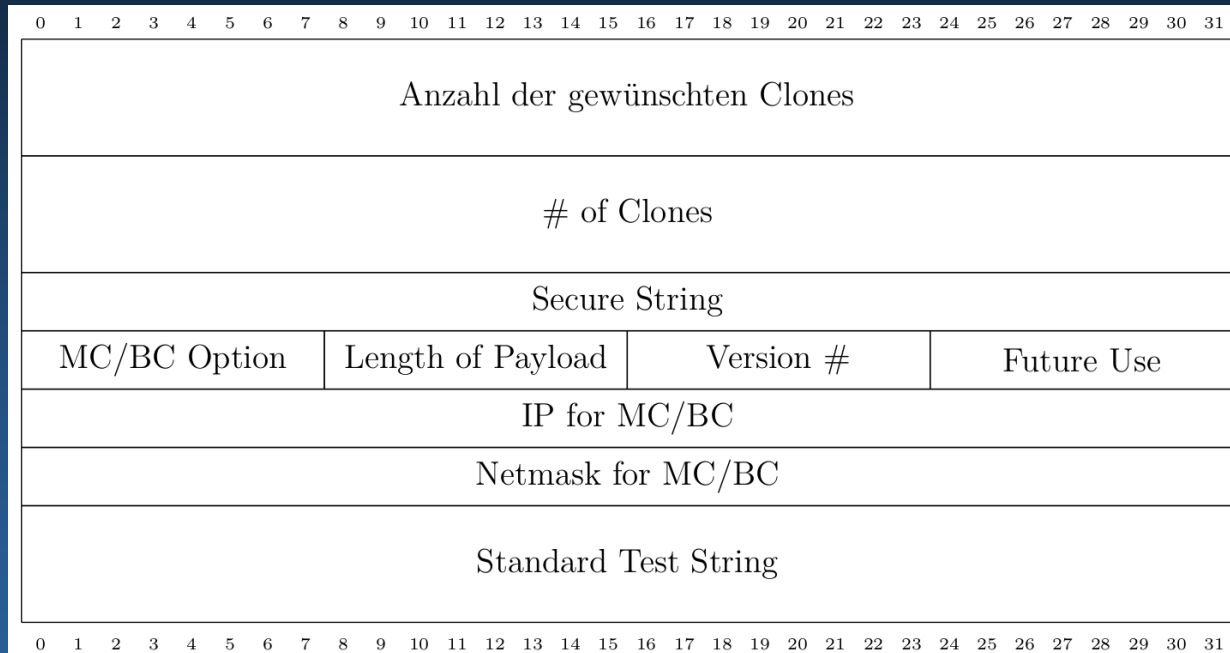 0 1 2 3 4 5 6 7 8 9 10 11 12 13 14 15 16 17 18 19 20 21 22 23 24 25 26 27 28 29 30 31
Anzahl der gewünschten Clones
# of Clones
Secure String
MC/BC Option Length of Payload Version # Future Use
IP for MC/BC
Netmask for MC/BC
Standard Test String
0 1 2 3 4 5 6 7 8 9 10 11 12 13 14 15 16 17 18 19 20 21 22 23 24 25 26 27 28 29 30 31